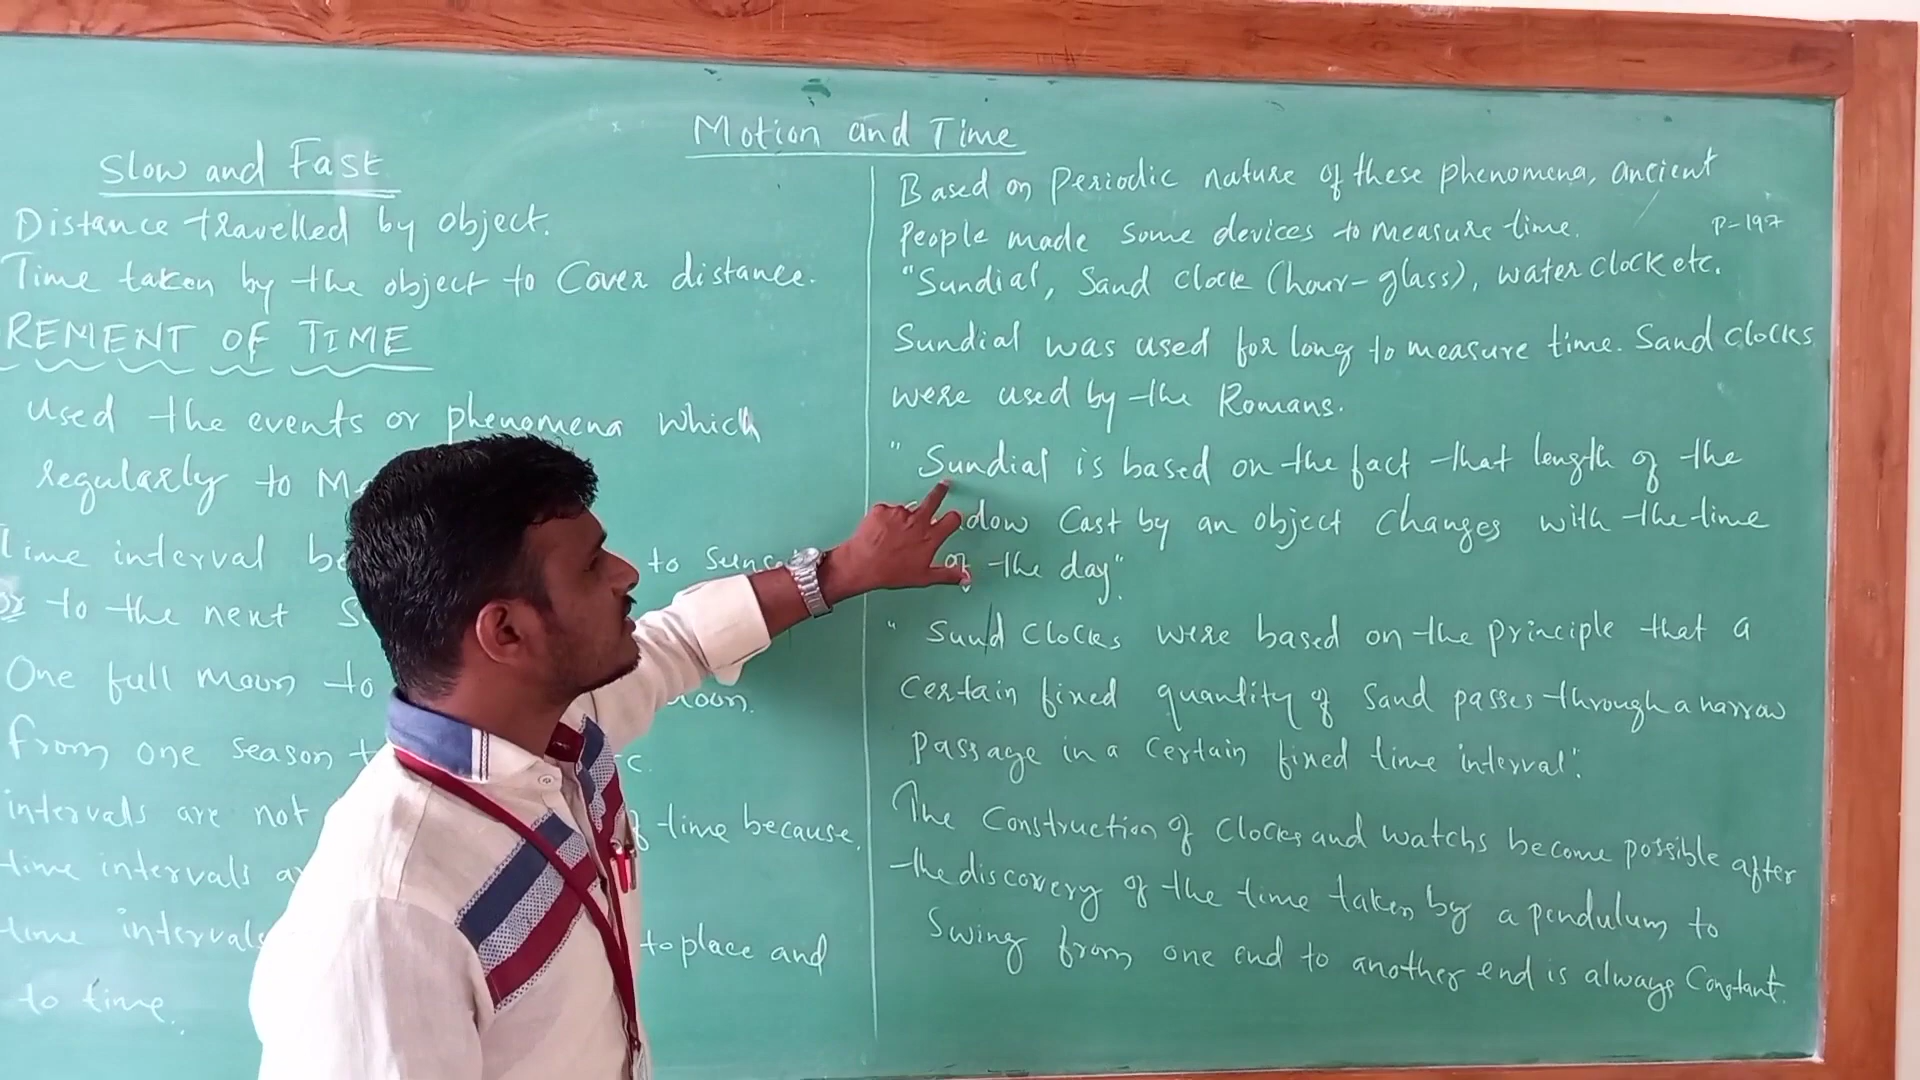 Motion and Time
Slow and Fast
Distance travelled by object.
Time taken by the object to Cover distance.
REMENT OF TIME
used the events or phenomena which
regularly to
Time interval to
to the next
One full moon to moon.
from one season
intervals are not time because,
time intervals
time intervals to place and
to time.
Based on periodic nature of these phenomena, ancient
People made some devices to measure time. P-197
"Sundial, Sand clock (hour-glass), water clock etc.
Sundial was used for long to measure time. Sand clocks
were used by the Romans.
" Sundial is based on the fact that length of the
Cast by an object changes with the time
of the day".
" Sund Clocks were based on the principle that a
Certain fixed quantity of Sand passes through a narrow
passage in a certain fixed time interval".
The Construction of Clocks and watchs become possible after
the discovery of the time taken by a pendulum to
Swing from one end to another end is always Constant.